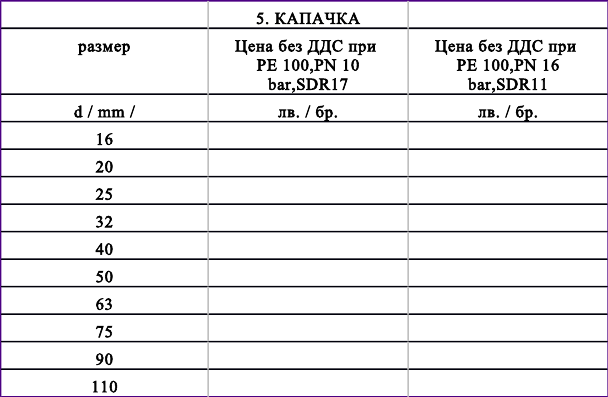 5. КАПАЧКА
размер
Цена без ДДС при
PE 100,PN 10
bar,SDR17
Цена без ДДС при
PE 100,PN 16
bar,SDR11
d / mm /
лв. / бр.
лв. / бр.
16
20
25
32
40
50
63
75
90
110